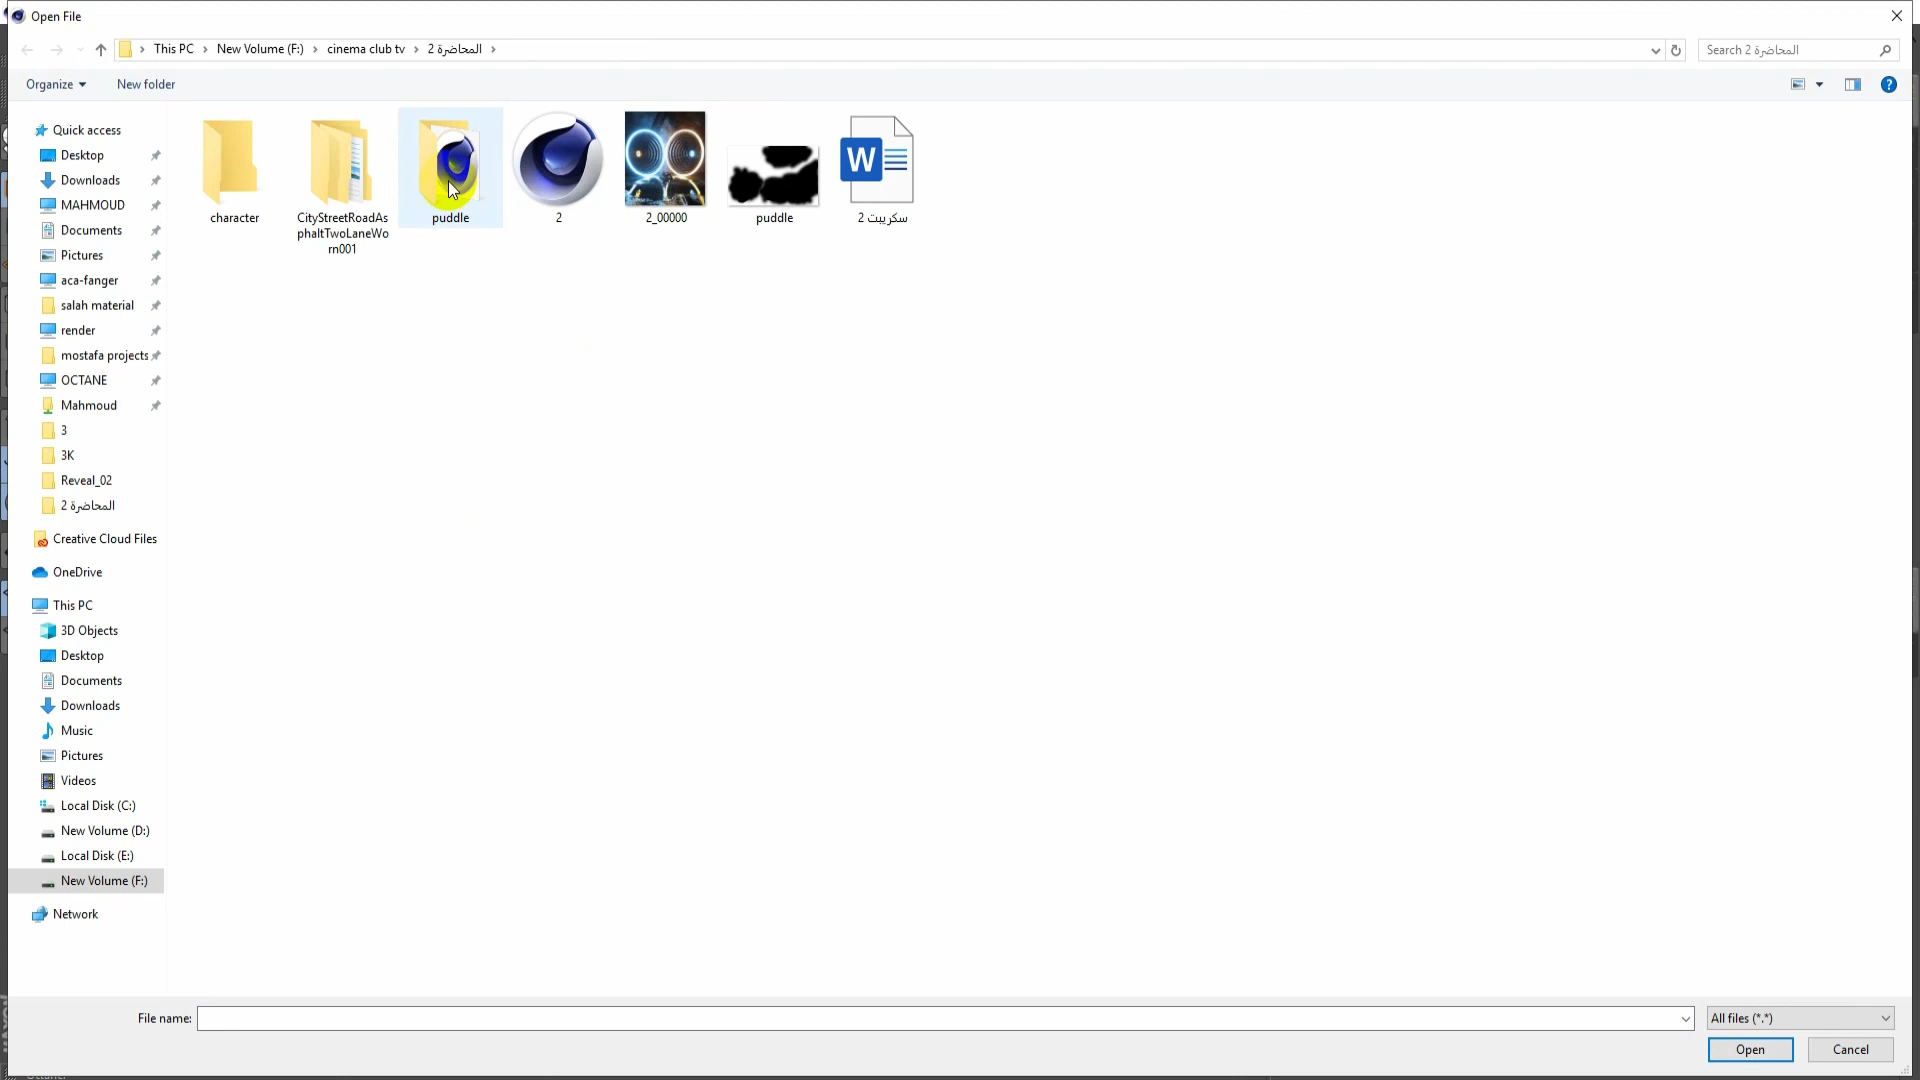 Open File
This PC
New Volume (F:)
cinema club tv
المحاضرة 2
Search المحاضرة 2
Organize
New folder
Quick access
Desktop
Downloads
MAHMOUD
Documents
Pictures
aca-fanger
salah material
render
mostafa projects
OCTANE
Mahmoud
3
3K
Reveal_02
المحاضرة 2
Creative Cloud Files
OneDrive
This PC
3D Objects
Desktop
Documents
Downloads
Music
Pictures
Videos
Local Disk (C:)
New Volume (D:)
Local Disk (E:)
New Volume (F:)
Network
character
CityStreetRoadAs
phaltTwoLaneWo
rn001
puddle
2
2_00000
puddle
W
سكريبت 2
File name:
All files (*.*)
Open
Cancel